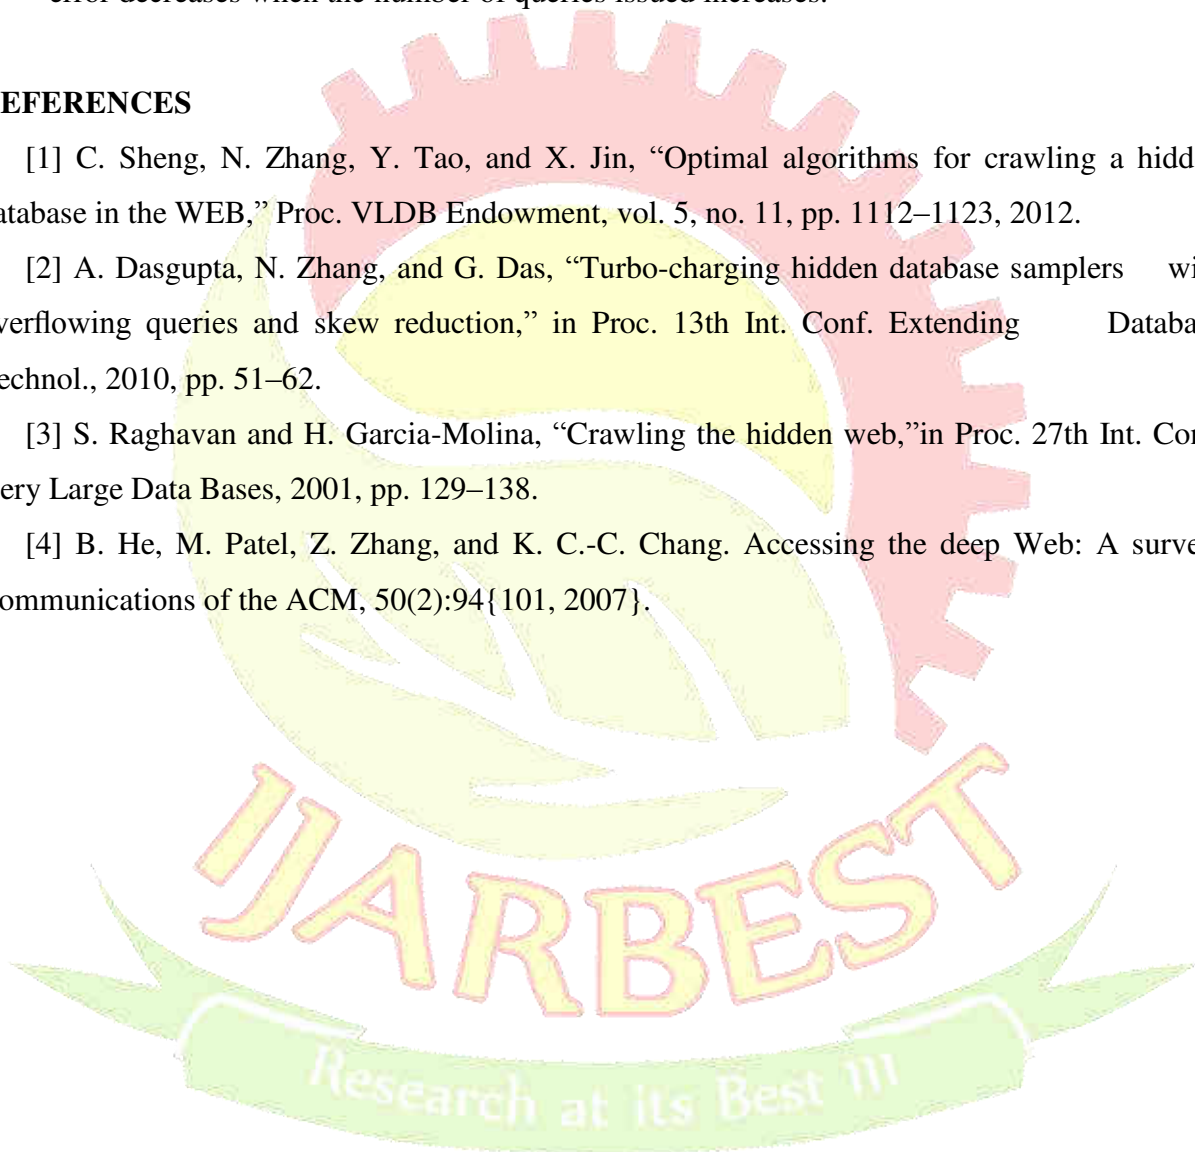 error decreases when the number of queries issued increases.
EFERENCES
[1] C. Sheng, N. Zhang, Y. Tao, and X. Jin, “Optimal algorithms for crawling a hidd
atabase in the WEB,” Proc. VLDB Endowment, vol. 5, no. 11, pp. 1112–1123, 2012.
[2] A. Dasgupta, N. Zhang, and G. Das, “Turbo-charging hidden database samplers wi
verflowing queries and skew reduction,” in Proc. 13th Int. Conf. Extending Databa
echnol., 2010, pp. 51–62.
[3] S. Raghavan and H. Garcia-Molina, “Crawling the hidden web,”in Proc. 27th Int. Con
ery Large Data Bases, 2001, pp. 129–138.
[4] B. He, M. Patel, Z. Zhang, and K. C.-C. Chang. Accessing the deep Web: A surve
ommunications of the ACM, 50(2):94{101, 2007}.
IJARBEST
Research at its Best !!!